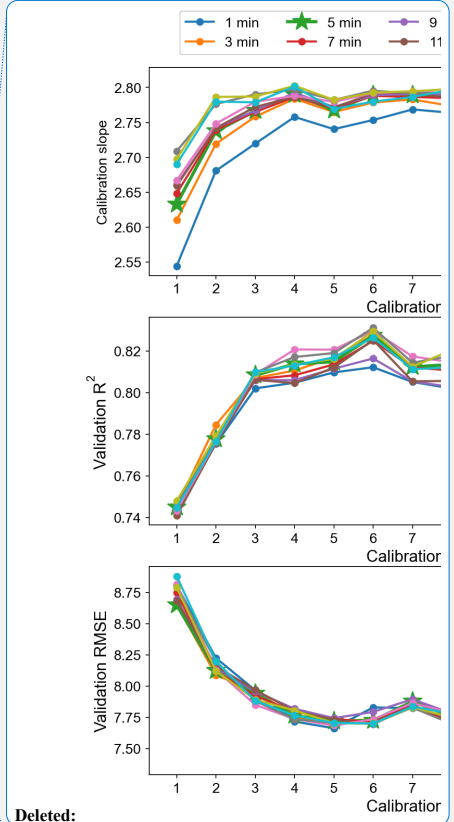 1 min 5 min 9
3 min 7 min 11
Calibration slope
2.80
2.75
2.70
2.65
2.60
2.55
1 2 3 4 5 6 7
Calibration
Validation R²
0.82
0.80
0.78
0.76
0.74
1 2 3 4 5 6 7
Calibration
Validation RMSE
8.75
8.50
8.25
8.00
7.75
7.50
1 2 3 4 5 6 7
Calibration
Deleted: